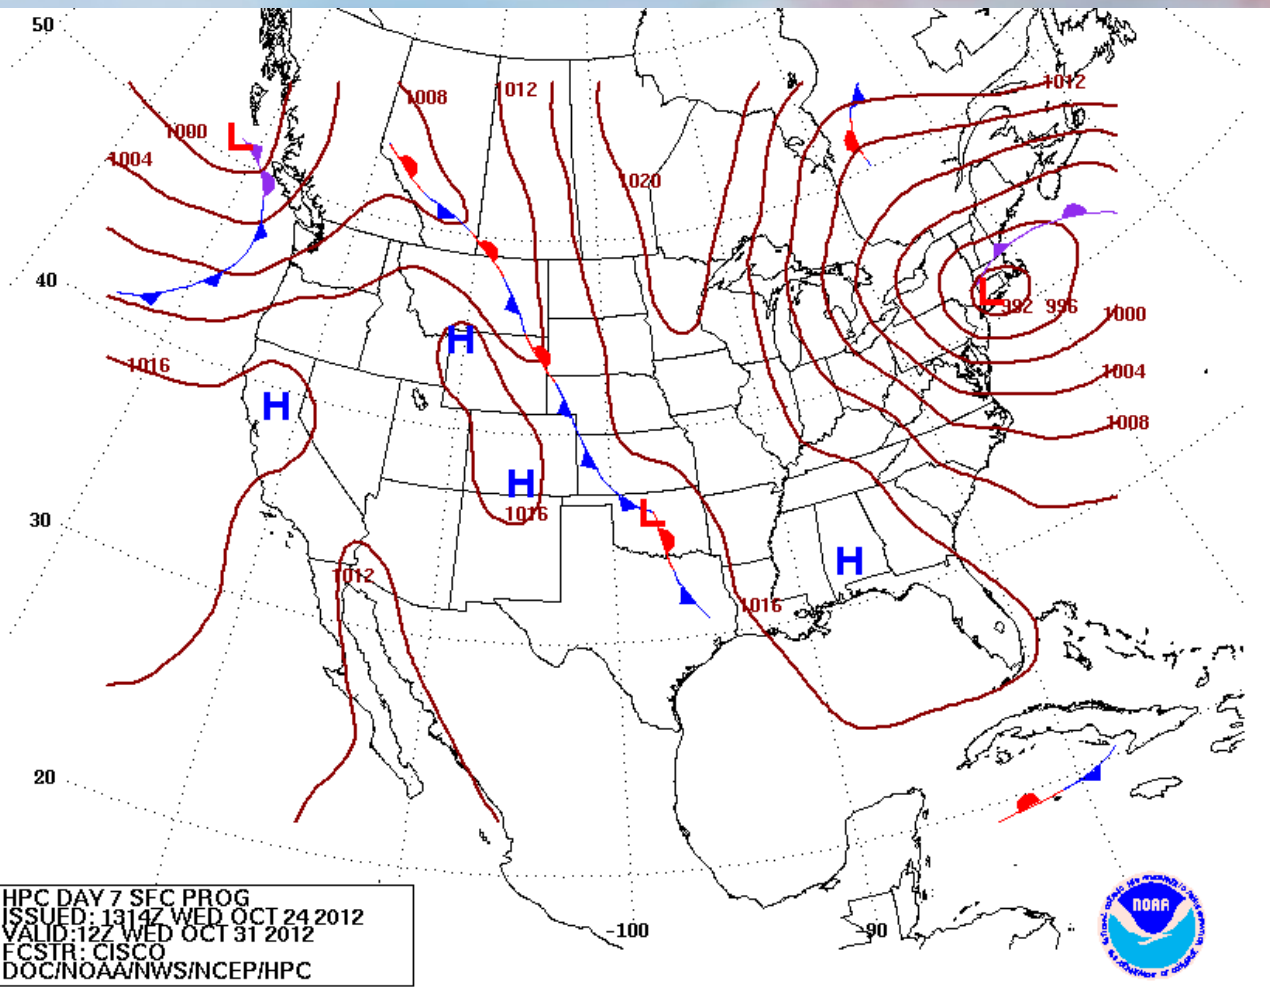 50
1008
1012
1012
1000
L
1004
1020
40
L
992
996
1000
H
1016
1004
H
1008
H
1016
L
30
H
1012
1016
20
HPC DAY 7 SFC PROG
ISSUED: 1314Z WED OCT 24 2012
VALID:12Z WED OCT 31 2012
FCSTR: CISCO
DOC/NOAA/NWS/NCEP/HPC
-100
-90
NOAA